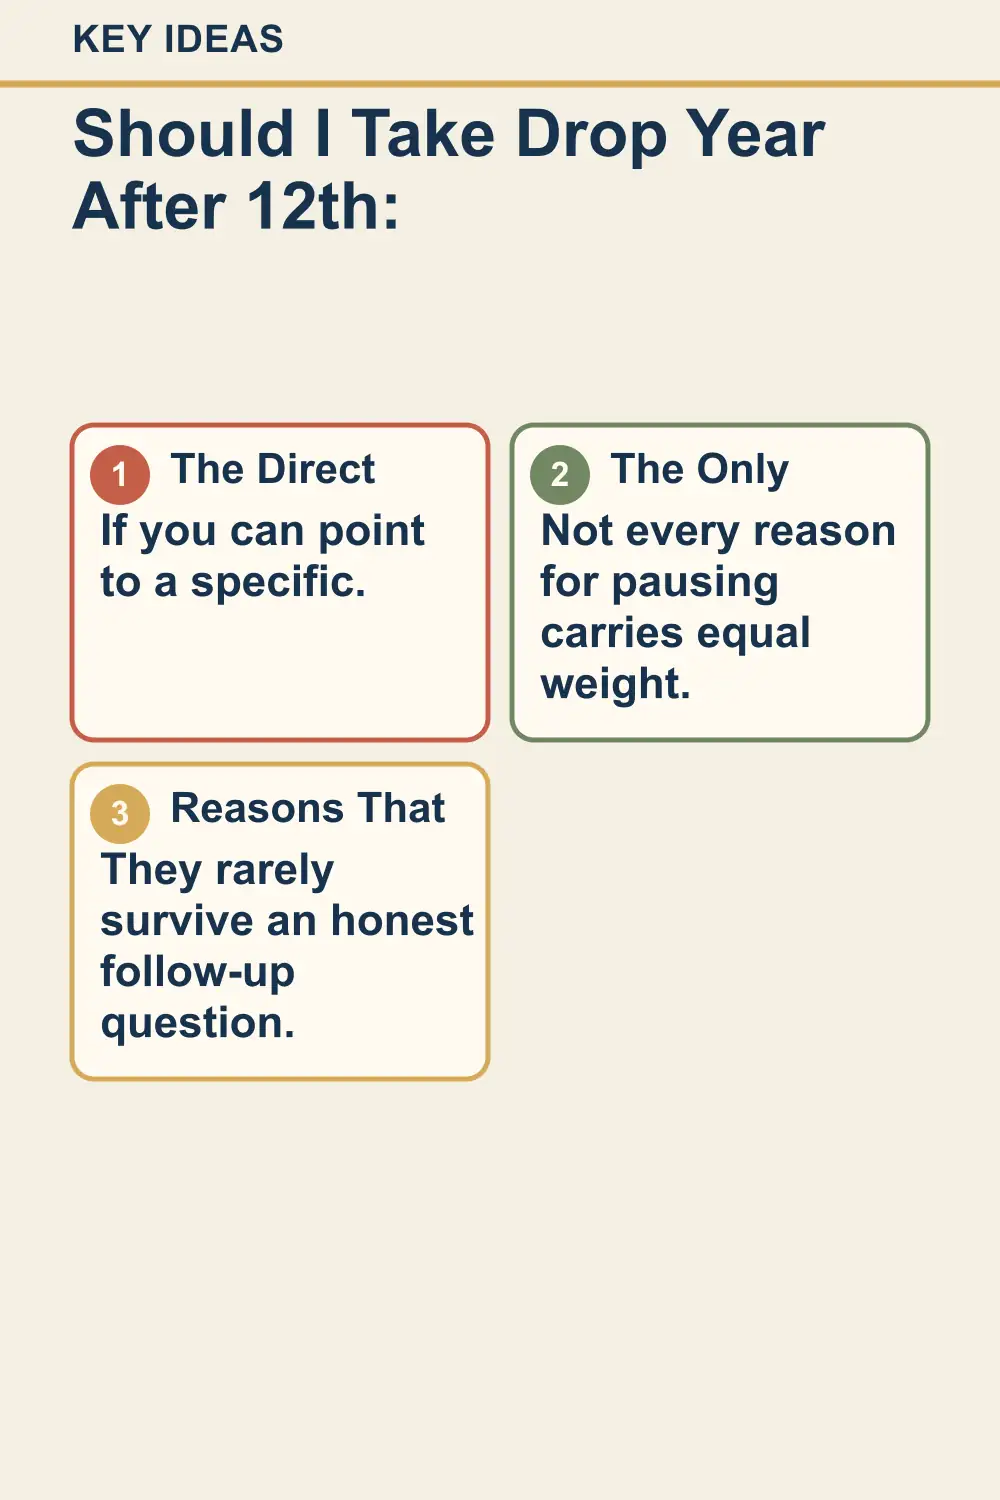 KEY IDEAS
Should I Take Drop Year
After 12th:
1 The Direct
If you can point
to a specific.
2 The Only
Not every reason
for pausing
carries equal
weight.
3 Reasons That
They rarely
survive an honest
follow-up
question.